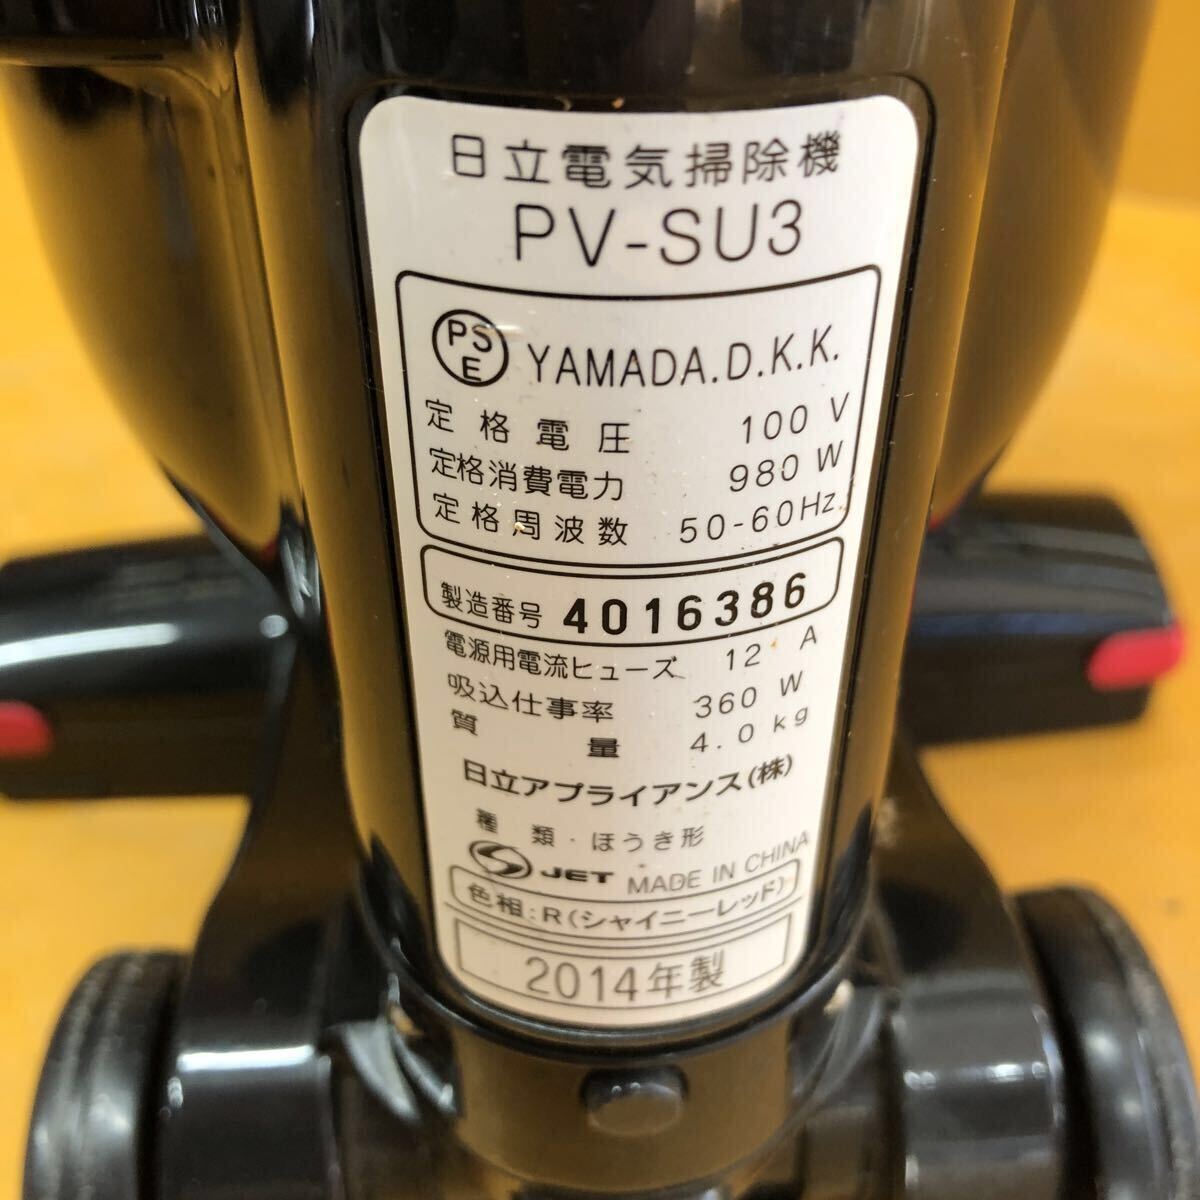 日立電気掃除機
PV-SU3
PSE YAMADA.D.K.K.
定格電圧 100 V
定格消費電力 980 W
定格周波数 50-60Hz
製造番号 4016386
電源用電流ヒューズ 12 A
吸込仕事率 360 W
質量 4.0 kg
日立アプライアンス(株)
種類・ほうき形
JET MADE IN CHINA
色相:R(シャイニーレッド)
2014年製